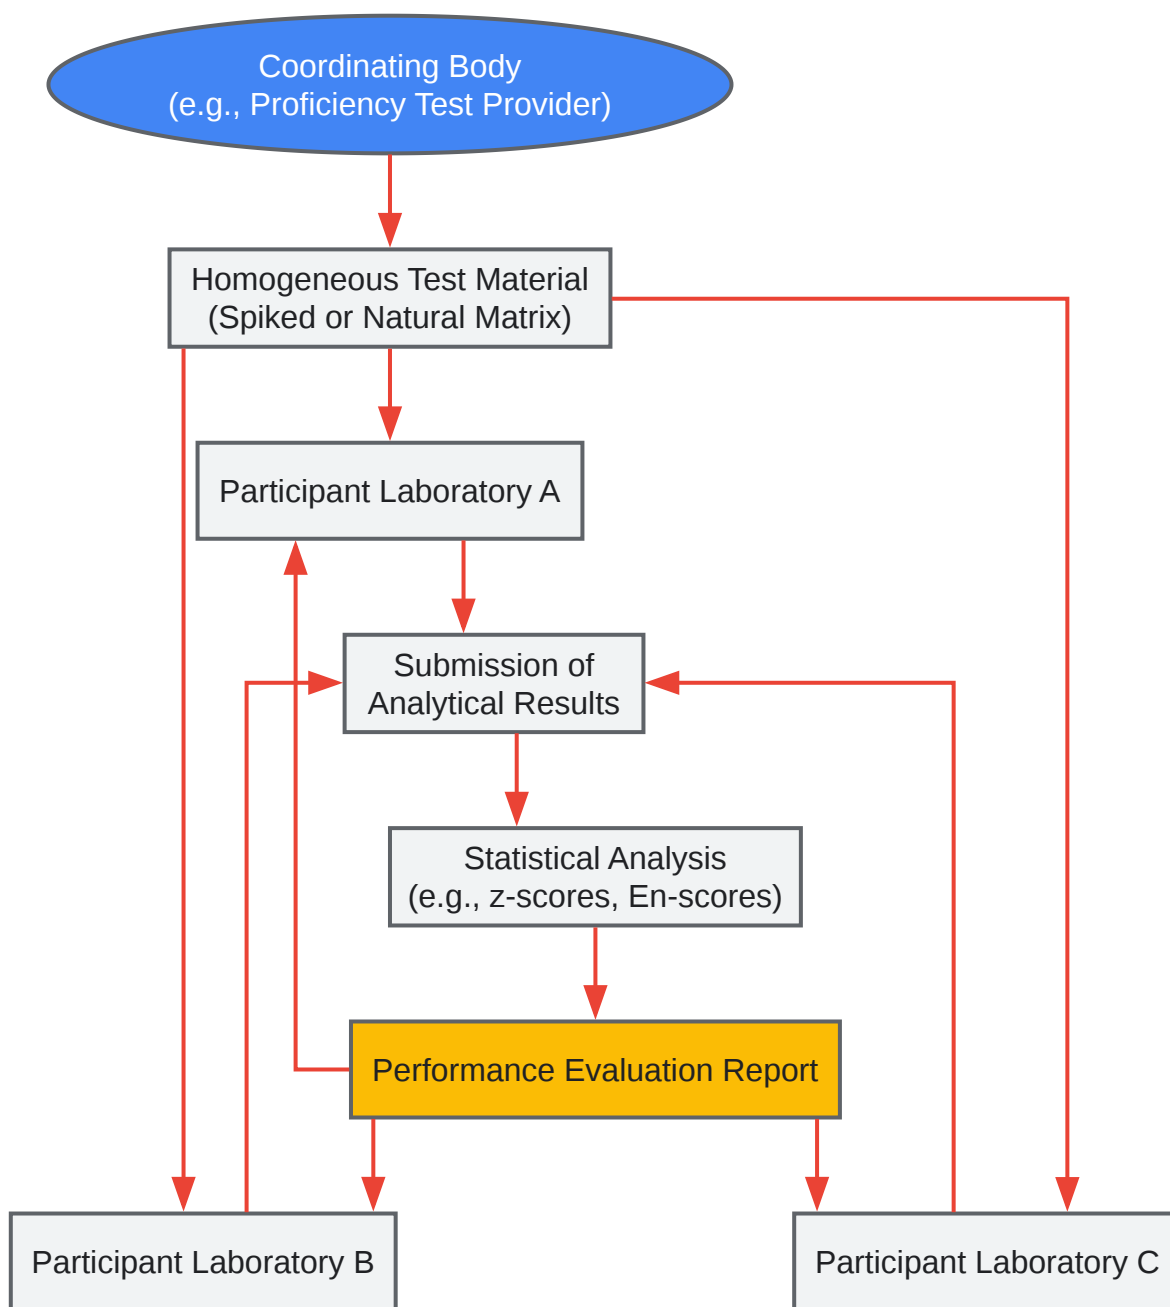 Coordinating Body
(e.g., Proficiency Test Provider)
Homogeneous Test Material
(Spiked or Natural Matrix)
Participant Laboratory A
Submission of
Analytical Results
Statistical Analysis
(e.g., z-scores, En-scores)
Performance Evaluation Report
Participant Laboratory B
Participant Laboratory C